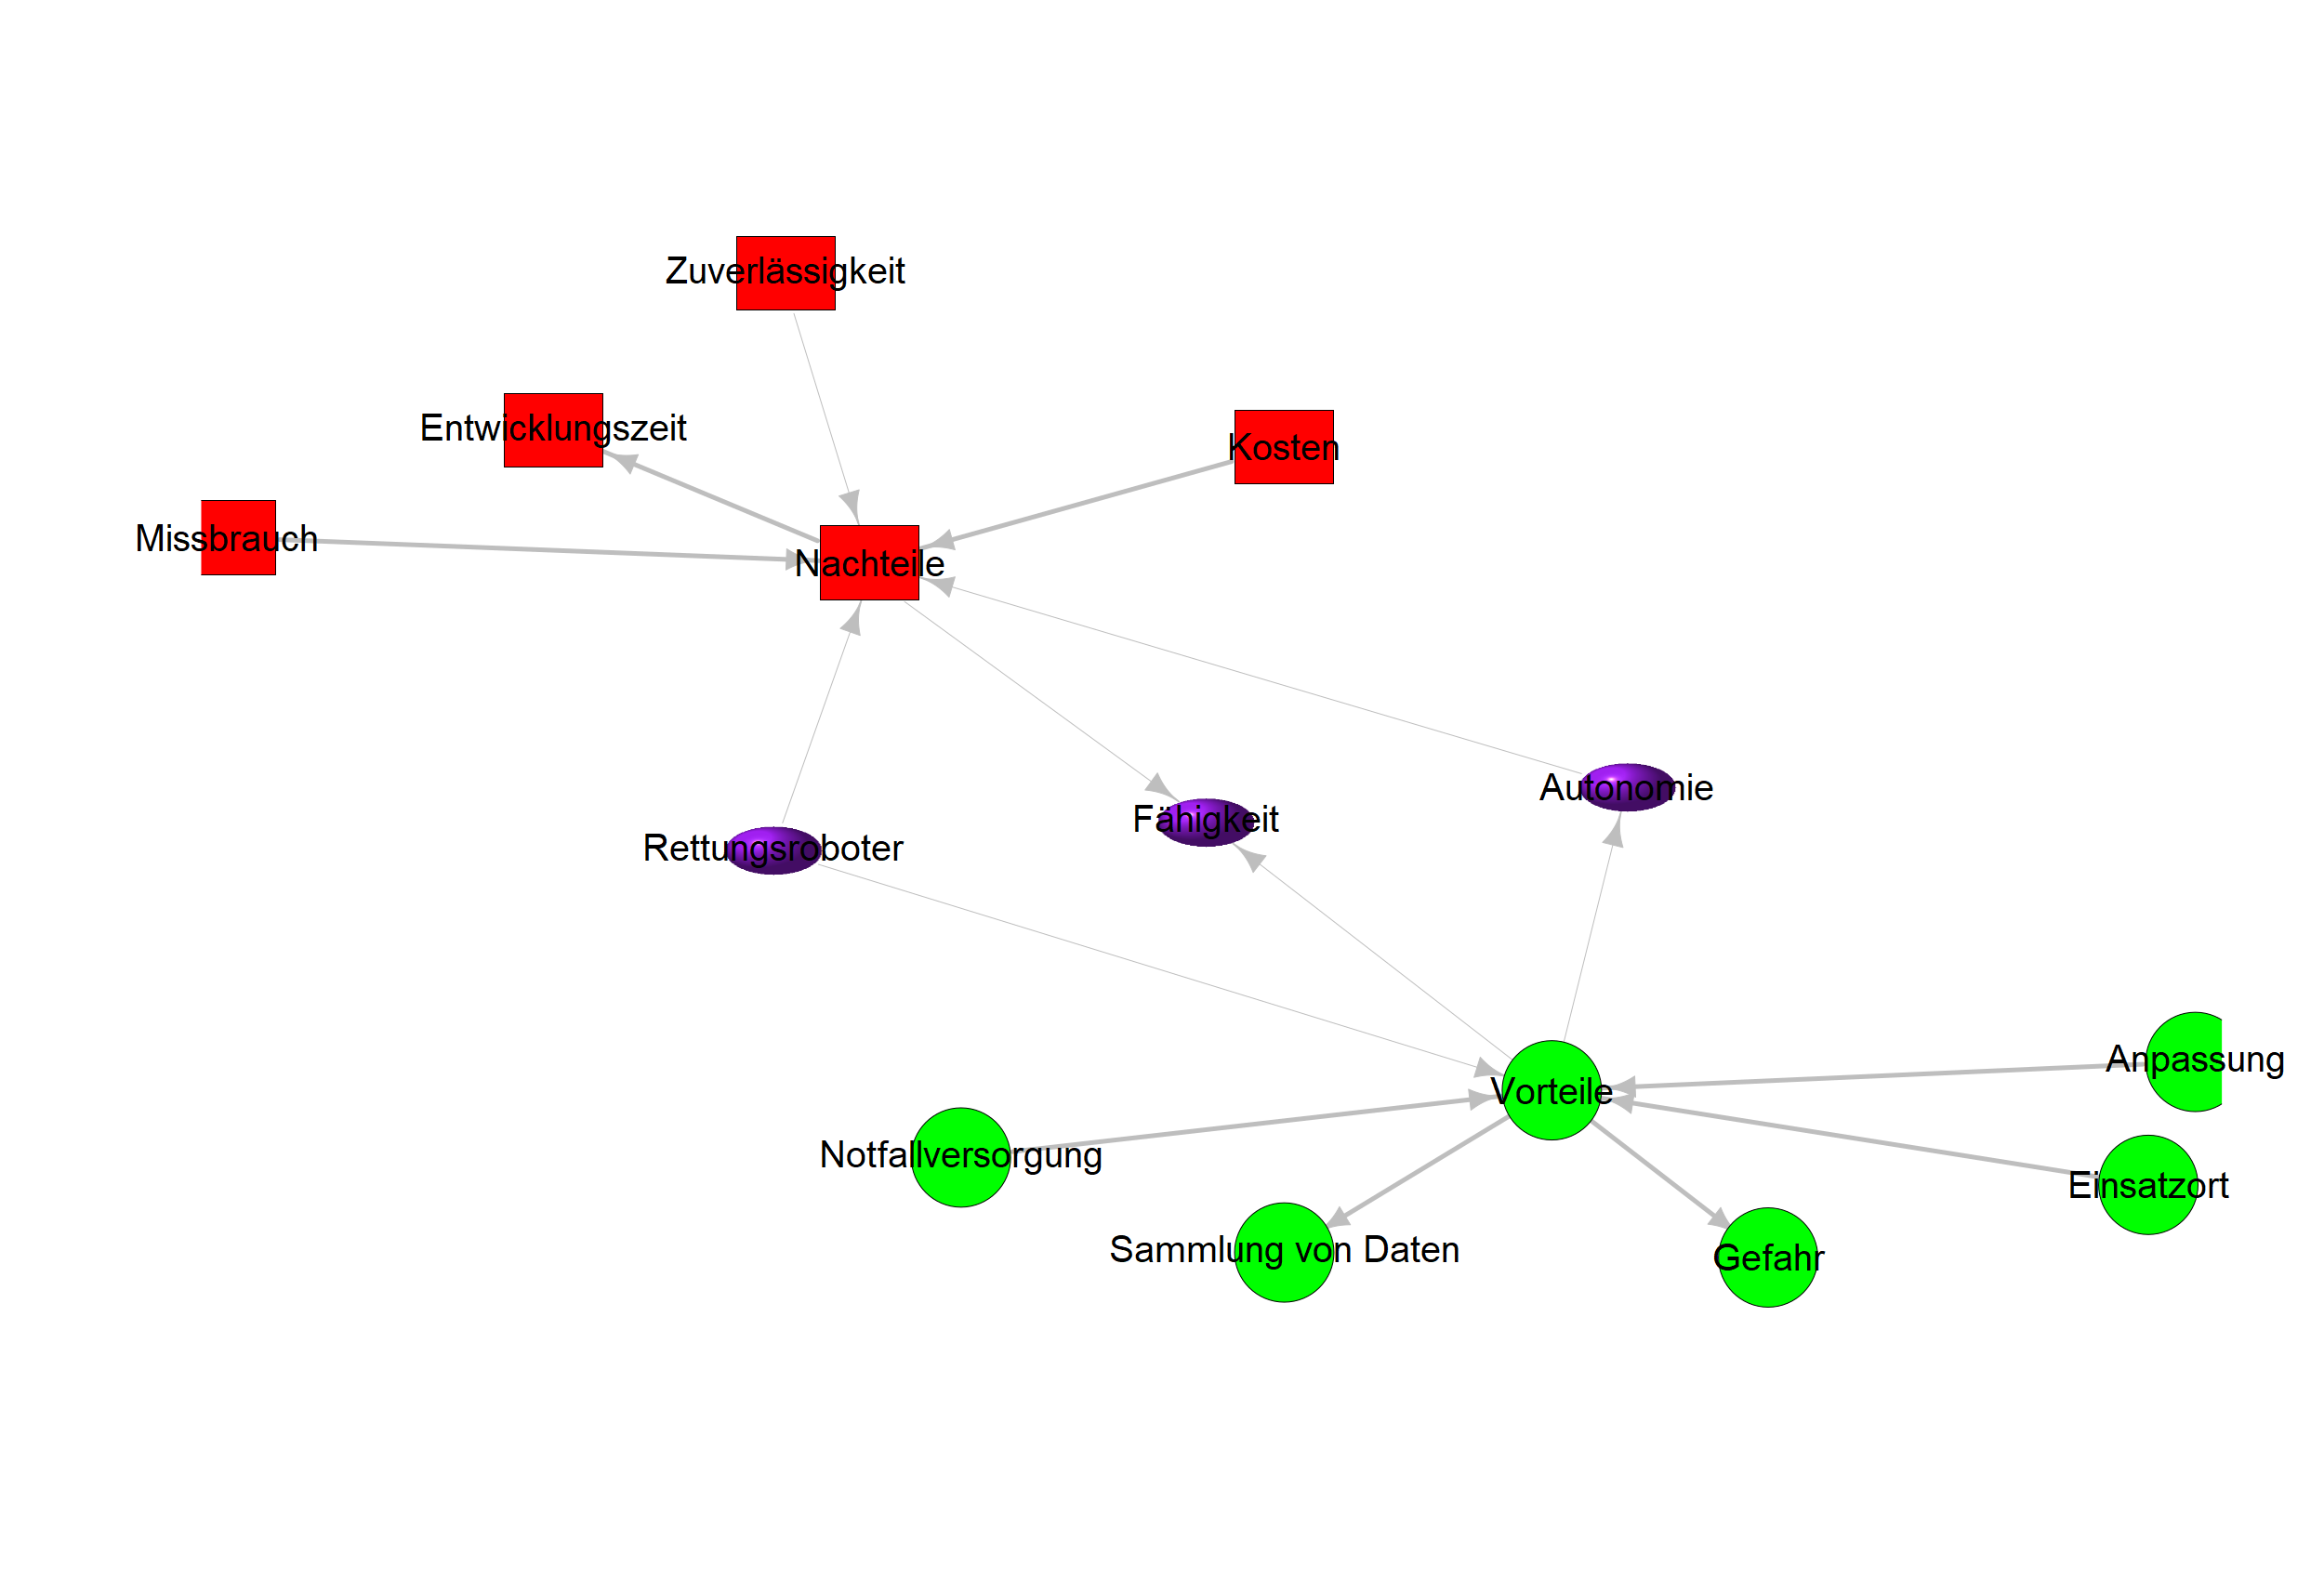 Zuverlässigkeit
Entwicklungszeit
Kosten
Missbrauch
Nachteile
Autonomie
Fähigkeit
Rettungsroboter
Anpassung
Vorteile
Notfallversorgung
Einsatzort
Sammlung von Daten
Gefahr